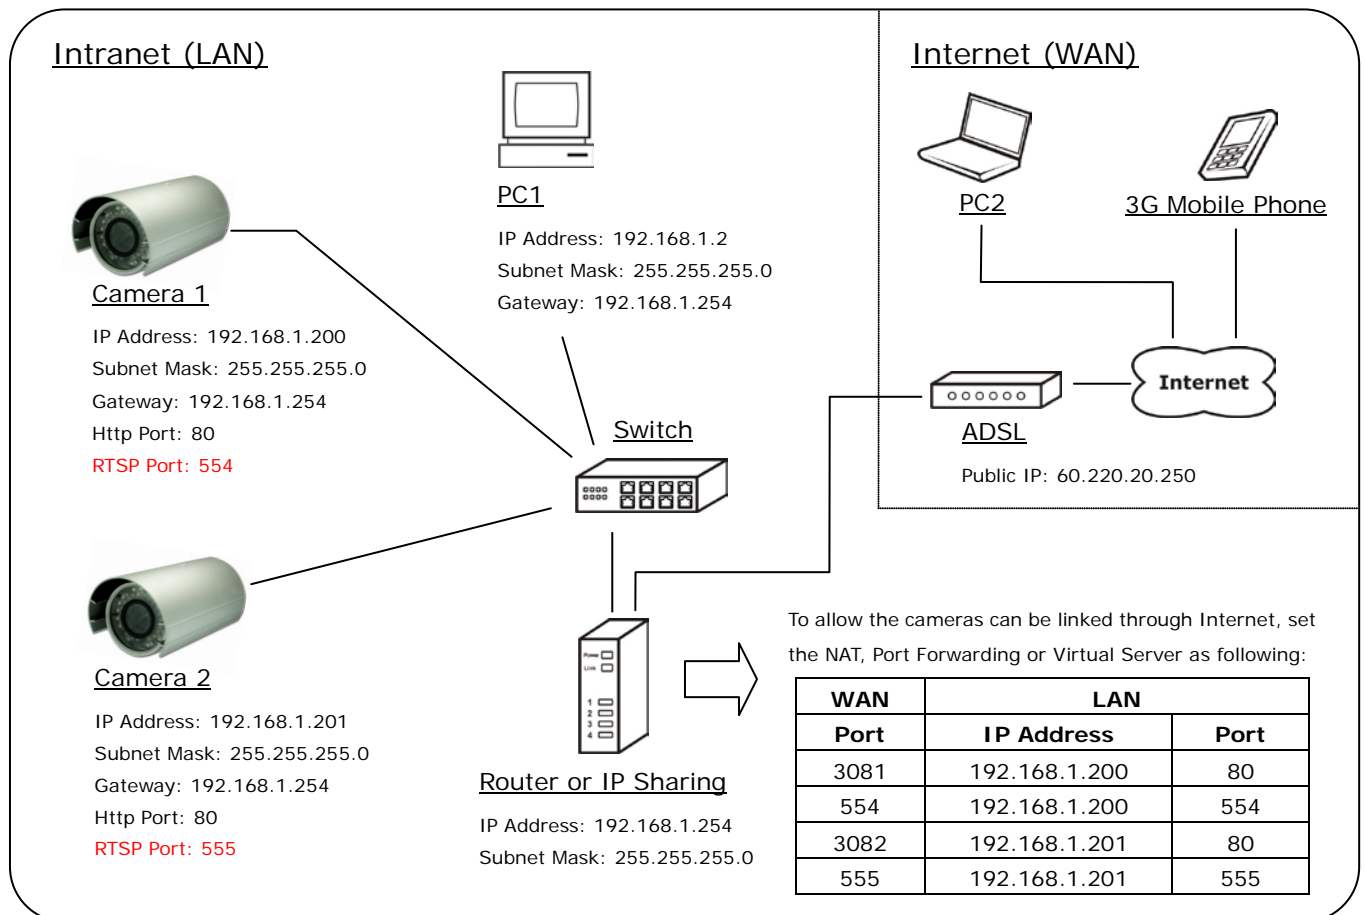 Intranet (LAN)
Internet (WAN)
PC1
IP Address: 192.168.1.2
Subnet Mask: 255.255.255.0
Gateway: 192.168.1.254
PC2
3G Mobile Phone
Camera 1
IP Address: 192.168.1.200
Subnet Mask: 255.255.255.0
Gateway: 192.168.1.254
Http Port: 80
RTSP Port: 554
Internet
ADSL
Public IP: 60.220.20.250
Switch
Camera 2
IP Address: 192.168.1.201
Subnet Mask: 255.255.255.0
Gateway: 192.168.1.254
Http Port: 80
RTSP Port: 555
Power
Link
1
2
3
4
Router or IP Sharing
IP Address: 192.168.1.254
Subnet Mask: 255.255.255.0
To allow the cameras can be linked through Internet, set
the NAT, Port Forwarding or Virtual Server as following:
WAN LAN
Port IP Address Port
3081 192.168.1.200 80
554 192.168.1.200 554
3082 192.168.1.201 80
555 192.168.1.201 555